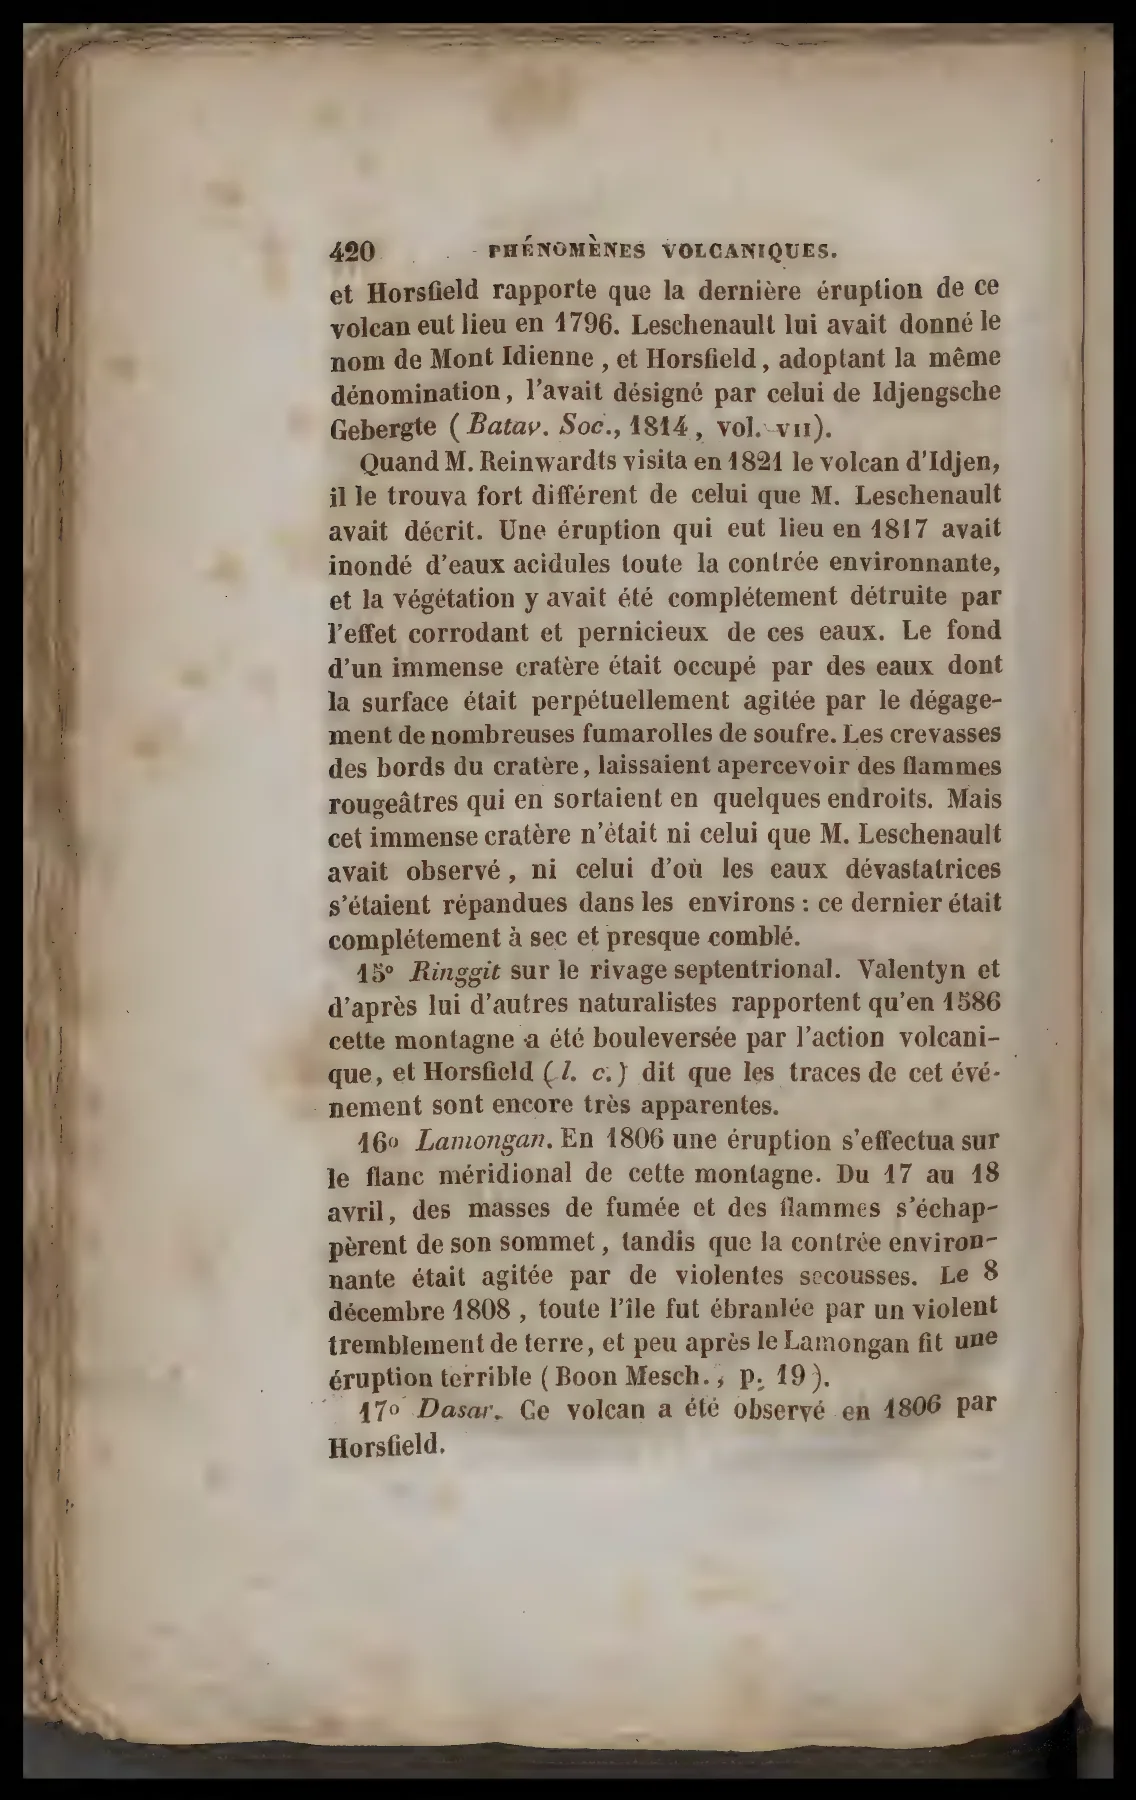 420 PHÉNOMÈNES VOLCANIQUES.
et Horsfield rapporte que la dernière éruption de ce
volcan eut lieu en 1796. Leschenault lui avait donné le
nom de Mont Idienne , et Horsfield , adoptant la même
dénomination, l'avait désigné par celui de Idjengsche
Gebergte ( Batav. Soc., 1814, vol. VII).
Quand M. Reinwardts visita en 1821 le volcan d'Idjen,
il le trouva fort différent de celui que M. Leschenault
avait décrit. Une éruption qui eut lieu en 1817 avait
inondé d'eaux acidules toute la contrée environnante,
et la végétation y avait été complétement détruite par
l'effet corrodant et pernicieux de ces eaux. Le fond
d'un immense cratère était occupé par des eaux dont
la surface était perpétuellement agitée par le dégage-
ment de nombreuses fumarolles de soufre. Les crevasses
des bords du cratère, laissaient apercevoir des flammes
rougeâtres qui en sortaient en quelques endroits. Mais
cet immense cratère n'était ni celui que M. Leschenault
avait observé , ni celui d'où les eaux dévastatrices
s'étaient répandues dans les environs : ce dernier était
complétement à sec et presque comblé.
15° Ringgit sur le rivage septentrional. Valentyn et
d'après lui d'autres naturalistes rapportent qu'en 1586
cette montagne a été bouleversée par l'action volcani-
que, et Horsfield ( l. c. ) dit que les traces de cet évé-
nement sont encore très apparentes.
16° Lamongan. En 1806 une éruption s'effectua sur
le flanc méridional de cette montagne. Du 17 au 18
avril, des masses de fumée et des flammes s'échap-
pèrent de son sommet , tandis que la contrée environ-
nante était agitée par de violentes secousses. Le 8
décembre 1808 , toute l'île fut ébranlée par un violent
tremblement de terre, et peu après le Lamongan fit une
éruption terrible ( Boon Mesch. , p. 19 ).
17° Dasar. Ce volcan a été observé en 1806 par
Horsfield.